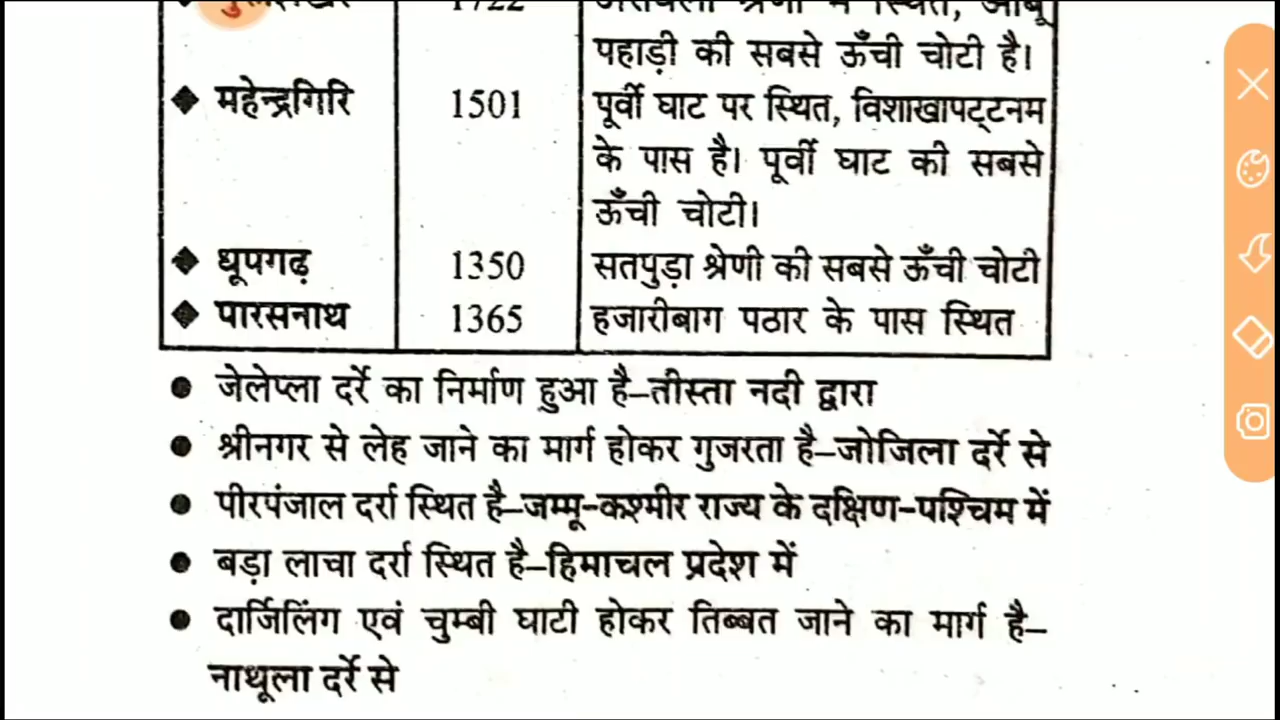 1722
पहाड़ी की सबसे ऊँची चोटी है।
◆ महेन्द्रगिरि 1501 पूर्वी घाट पर स्थित, विशाखापट्टनम
के पास है। पूर्वी घाट की सबसे
ऊँची चोटी।
◆ धूपगढ़ 1350 सतपुड़ा श्रेणी की सबसे ऊँची चोटी
◆ पारसनाथ 1365 हजारीबाग पठार के पास स्थित
● जेलेप्ला दर्रे का निर्माण हुआ है–तीस्ता नदी द्वारा
● श्रीनगर से लेह जाने का मार्ग होकर गुजरता है–जोजिला दर्रे से
● पीरपंजाल दर्रा स्थित है–जम्मू-कश्मीर राज्य के दक्षिण-पश्चिम में
● बड़ा लाचा दर्रा स्थित है–हिमाचल प्रदेश में
● दार्जिलिंग एवं चुम्बी घाटी होकर तिब्बत जाने का मार्ग है–
नाथूला दर्रे से